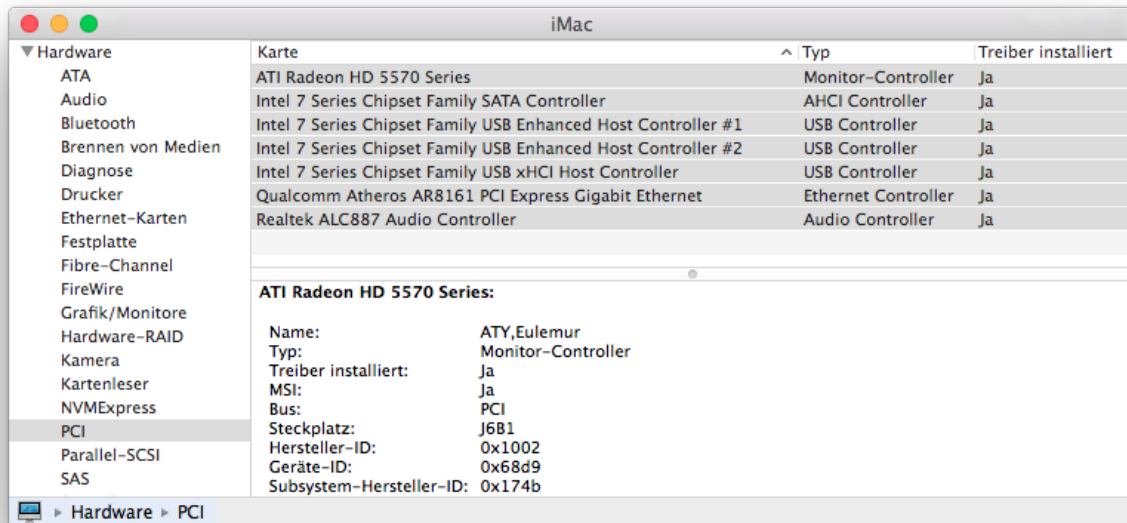 iMac
Hardware
ATA
Audio
Bluetooth
Brennen von Medien
Diagnose
Drucker
Ethernet-Karten
Festplatte
Fibre-Channel
FireWire
Grafik/Monitore
Hardware-RAID
Kamera
Kartenleser
NVMExpress
PCI
Parallel-SCSI
SAS
Karte Typ Treiber installiert
ATI Radeon HD 5570 Series Monitor-Controller Ja
Intel 7 Series Chipset Family SATA Controller AHCI Controller Ja
Intel 7 Series Chipset Family USB Enhanced Host Controller #1 USB Controller Ja
Intel 7 Series Chipset Family USB Enhanced Host Controller #2 USB Controller Ja
Intel 7 Series Chipset Family USB xHCI Host Controller USB Controller Ja
Qualcomm Atheros AR8161 PCI Express Gigabit Ethernet Ethernet Controller Ja
Realtek ALC887 Audio Controller Audio Controller Ja
ATI Radeon HD 5570 Series:
Name: ATY,Eulemur
Typ: Monitor-Controller
Treiber installiert: Ja
MSI: Ja
Bus: PCI
Steckplatz: J6B1
Hersteller-ID: 0x1002
Geräte-ID: 0x68d9
Subsystem-Hersteller-ID: 0x174b
Hardware PCI